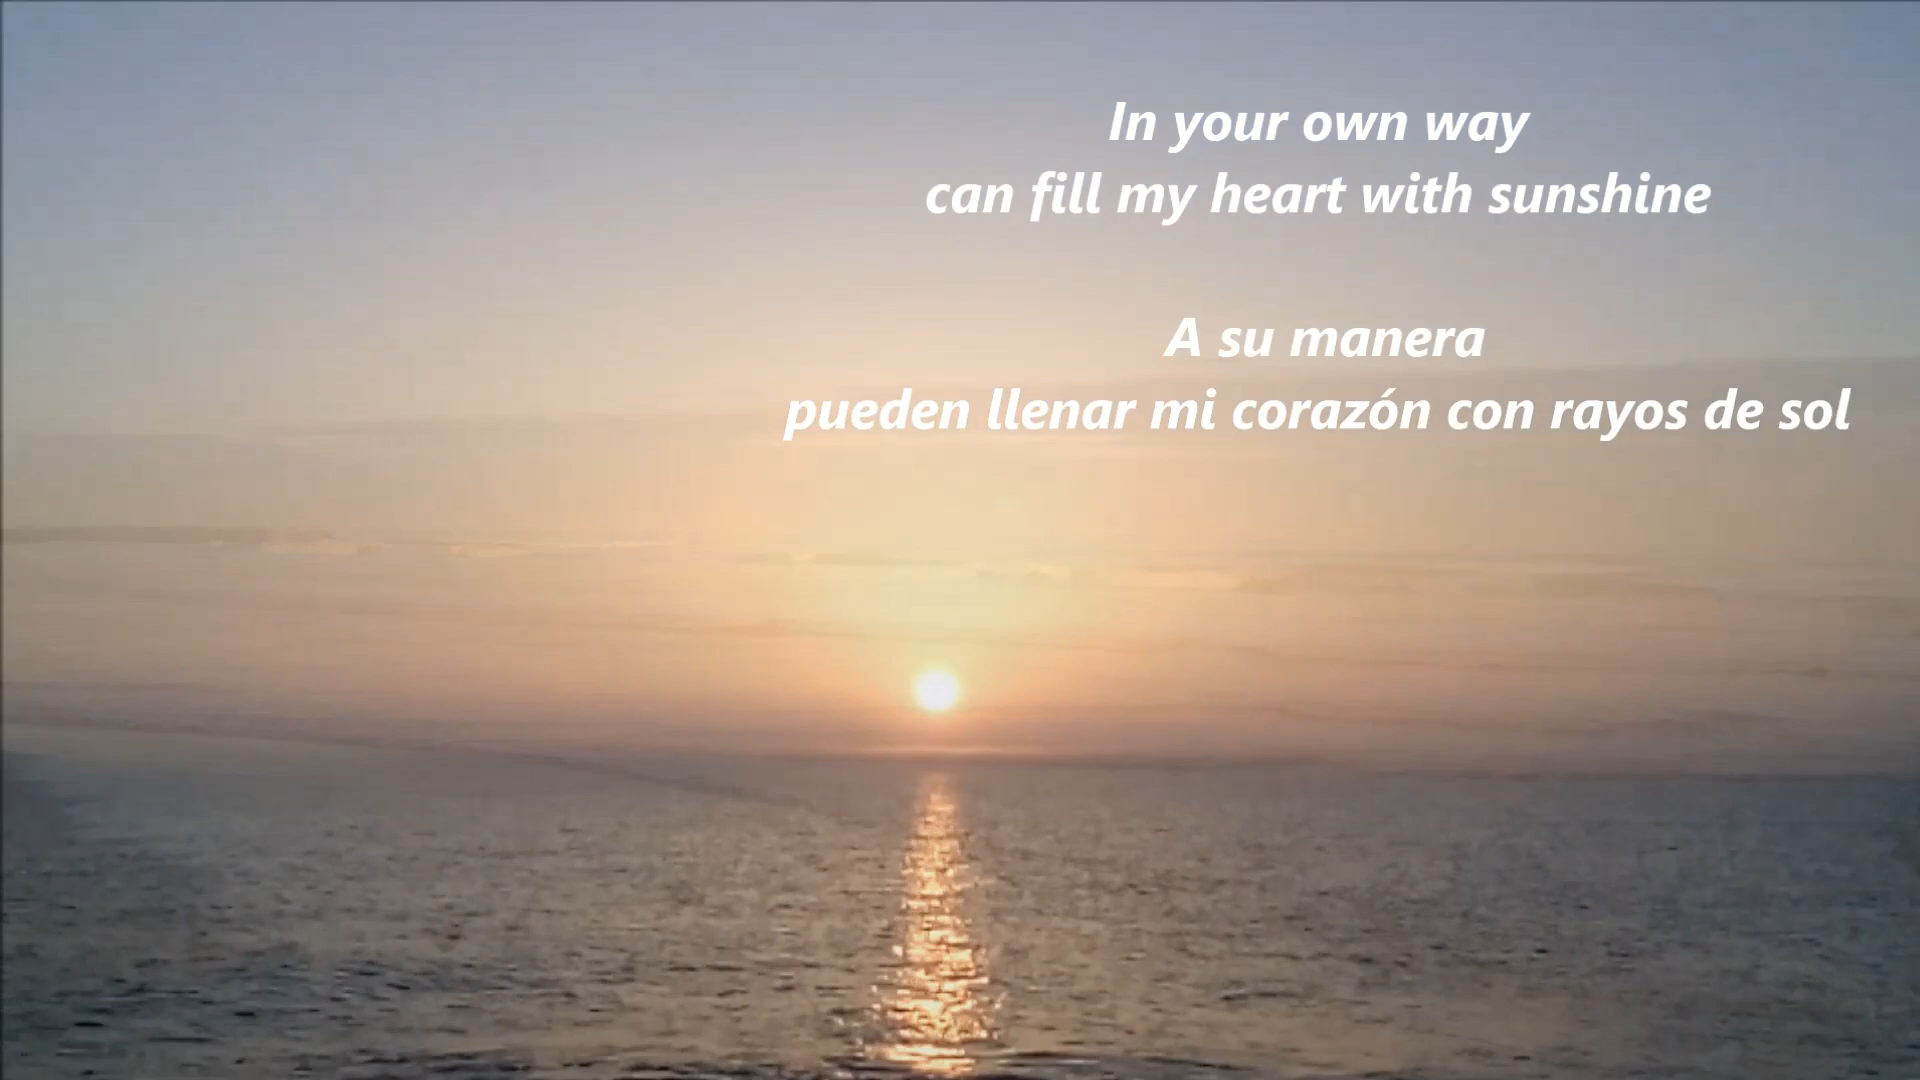 In your own way
can fill my heart with sunshine
A su manera
pueden llenar mi corazón con rayos de sol